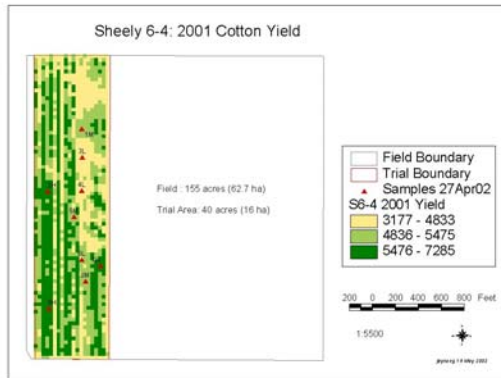 Sheely 6-4: 2001 Cotton Yield
Field : 155 acres (62.7 ha)
Trial Area: 40 acres (16 ha)
Field Boundary
Trial Boundary
Samples 27Apr02
S6-4 2001 Yield
3177 - 4833
4836 - 5475
5476 - 7285
200 0 200 400 600 800 Feet
1:5500